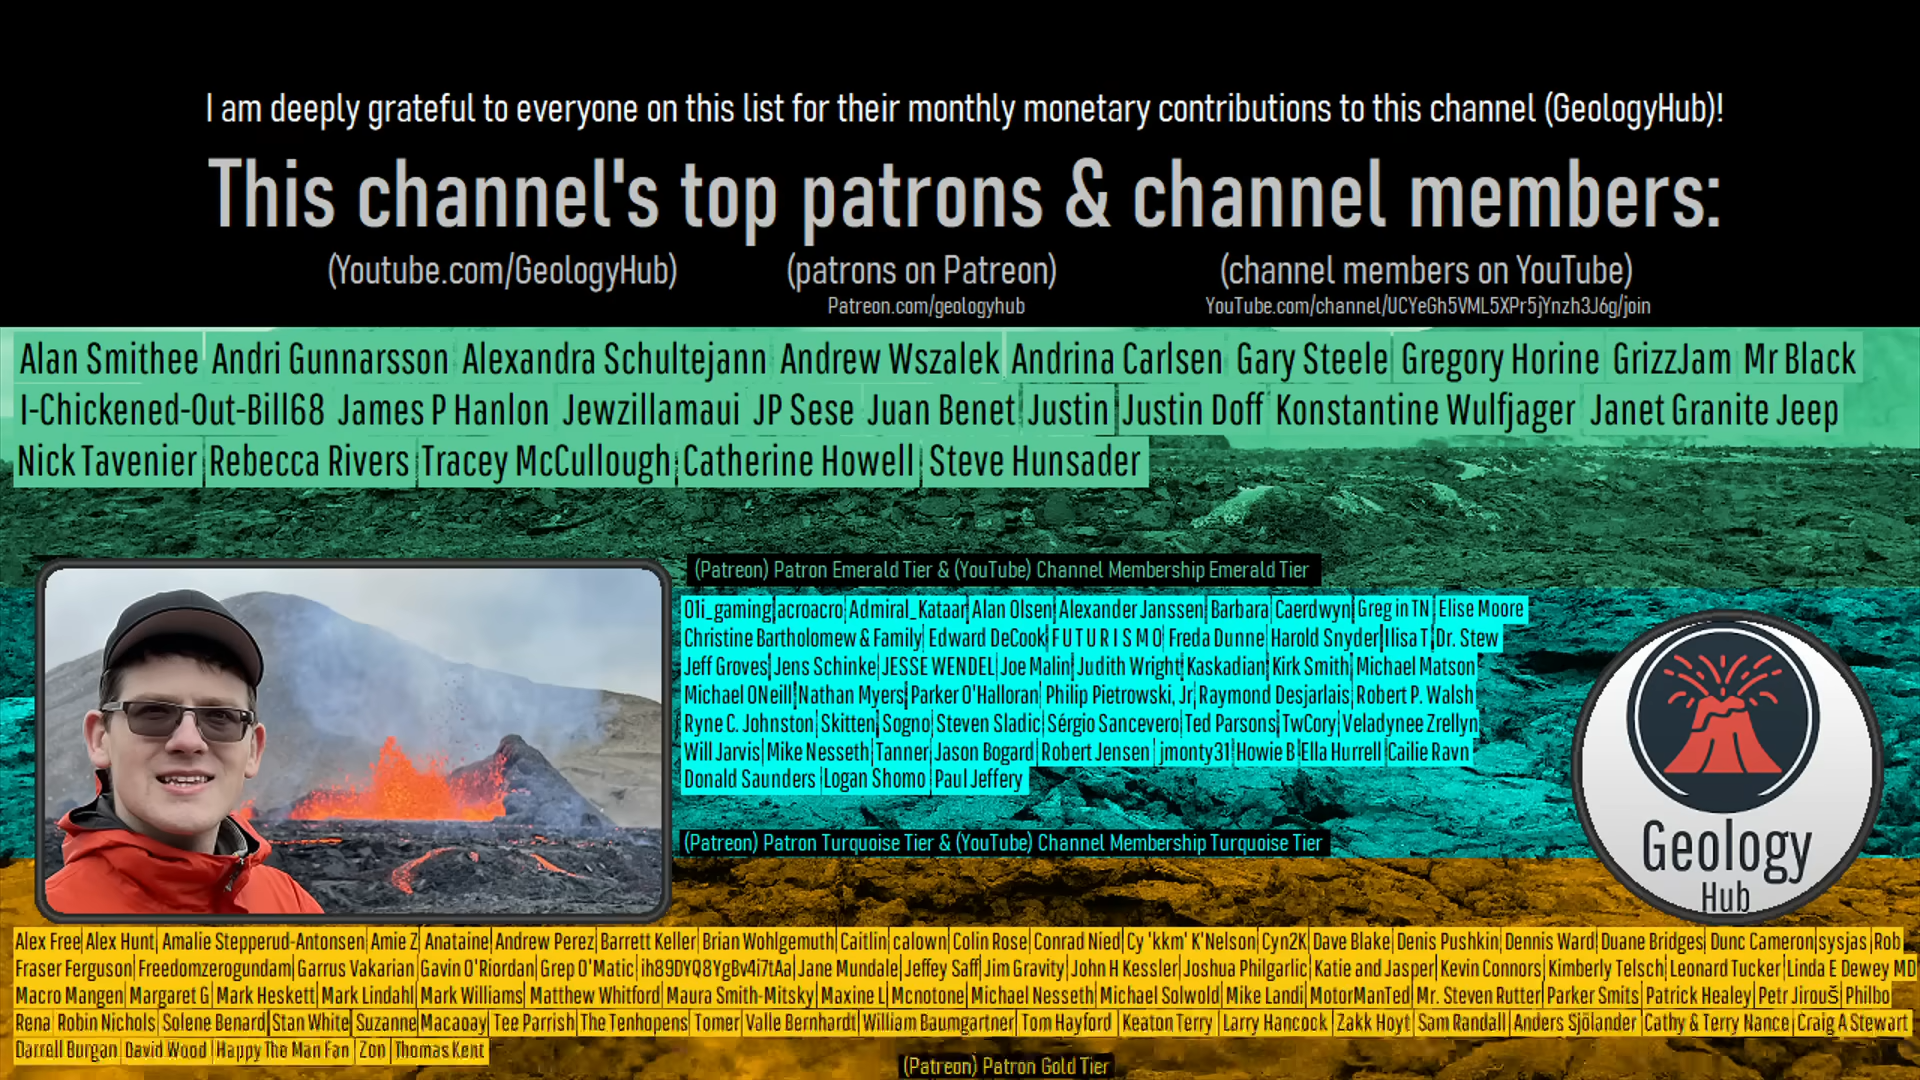 I am deeply grateful to everyone on this list for their monthly monetary contributions to this channel (GeologyHub)!
This channel's top patrons & channel members:
(Youtube.com/GeologyHub) (patrons on Patreon) (channel members on YouTube)
Patreon.com/geologyhub YouTube.com/channel/UCYeGh5VML5XPr5jYnzh3J6g/join
Alan Smithee Andri Gunnarsson Alexandra Schultejann Andrew Wszalek Andrina Carlsen Gary Steele Gregory Horine GrizzJam Mr Black
I-Chickened-Out-Bill68 James P Hanlon Jewzillamaui JP Sese Juan Benet Justin Justin Doff Konstantine Wulfjager Janet Granite Jeep
Nick Tavenier Rebecca Rivers Tracey McCullough Catherine Howell Steve Hunsader
(Patreon) Patron Emerald Tier & (YouTube) Channel Membership Emerald Tier
01i_gaming acroacro Admiral_Kataar Alan Olsen Alexander Janssen Barbara Caerdwyn Greg in TN Elise Moore
Christine Bartholomew & Family Edward DeCook F U T U R I S M O Freda Dunne Harold Snyder Ilisa T Dr. Stew
Jeff Groves Jens Schinke JESSE WENDEL Joe Malin Judith Wright Kaskadian Kirk Smith Michael Matson
Michael ONeill Nathan Myers Parker O'Halloran Philip Pietrowski, Jr Raymond Desjarlais Robert P. Walsh
Ryne C. Johnston Skitten Sogno Steven Sladic Sérgio Sancevero Ted Parsons TwCory Veladynee Zrellyn
Will Jarvis Mike Nesseth Tanner Jason Bogard Robert Jensen jmonty31 Howie B Ella Hurrell Cailie Ravn
Donald Saunders Logan Shomo Paul Jeffery
(Patreon) Patron Turquoise Tier & (YouTube) Channel Membership Turquoise Tier
Geology
Hub
Alex Free Alex Hunt Amalie Stepperud-Antonsen Amie Z Anataine Andrew Perez Barrett Keller Brian Wohlgemuth Caitlin calown Colin Rose Conrad Nied Cy 'kkm' K'Nelson Cyn2K Dave Blake Denis Pushkin Dennis Ward Duane Bridges Dunc Cameron sysjas Rob
Fraser Ferguson Freedomzerogundam Garrus Vakarian Gavin O'Riordan Grep O'Matic ih89DYQ8YgBv4i7tAa Jane Mundale Jeffey Saff Jim Gravity John H Kessler Joshua Philgarlic Katie and Jasper Kevin Connors Kimberly Telsch Leonard Tucker Linda E Dewey MD
Macro Mangen Margaret G Mark Heskett Mark Lindahl Mark Williams Matthew Whitford Maura Smith-Mitsky Maxine L Mcnotone Michael Nesseth Michael Solwold Mike Landi MotorManTed Mr. Steven Rutter Parker Smits Patrick Healey Petr Jirouš Philbo
Rena Robin Nichols Solene Benard Stan White Suzanne Macaoay Tee Parrish The Tenhopens Tomer Valle Bernhardt William Baumgartner Tom Hayford Keaton Terry Larry Hancock Zakk Hoyt Sam Randall Anders Sjölander Cathy & Terry Nance Craig A Stewart
Darrell Burgan David Wood Happy The Man Fan Zon Thomas Kent
(Patreon) Patron Gold Tier